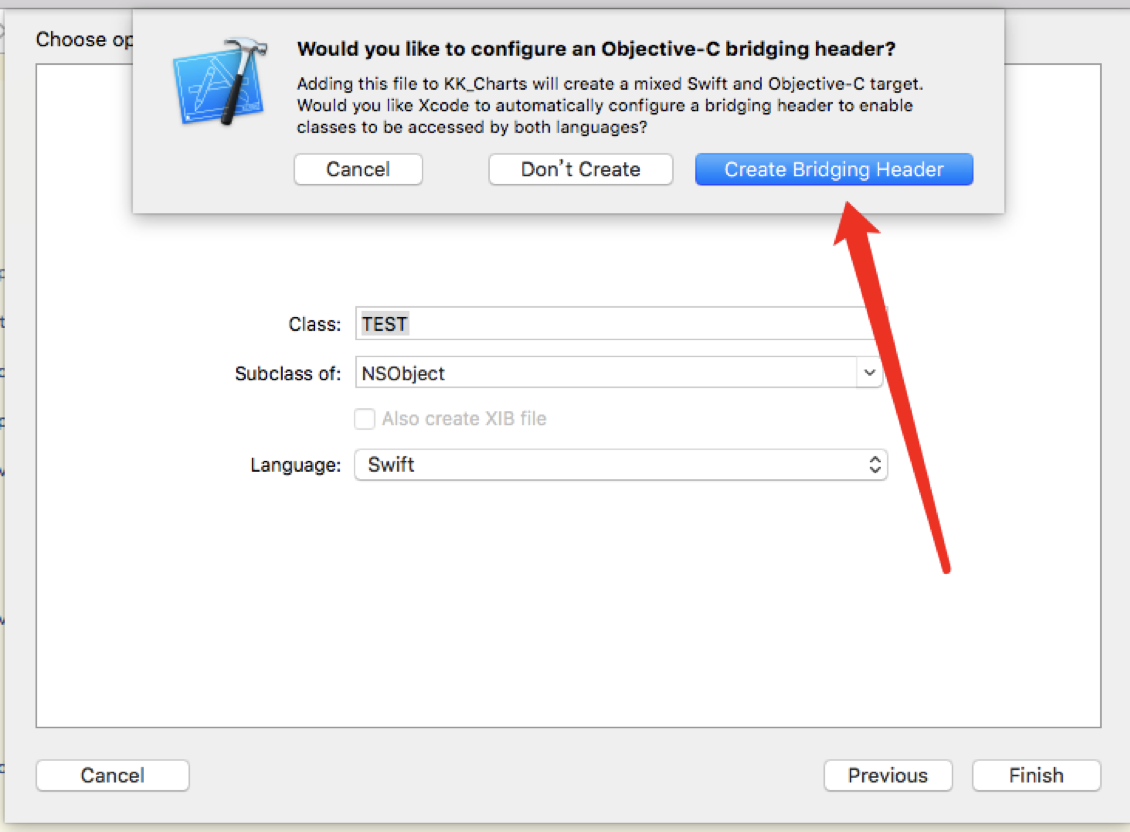 Choose op
Would you like to configure an Objective-C bridging header?
Adding this file to KK_Charts will create a mixed Swift and Objective-C target.
Would you like Xcode to automatically configure a bridging header to enable
classes to be accessed by both languages?
Cancel Don't Create Create Bridging Header
Class: TEST
Subclass of: NSObject
Also create XIB file
Language: Swift
Cancel Previous Finish